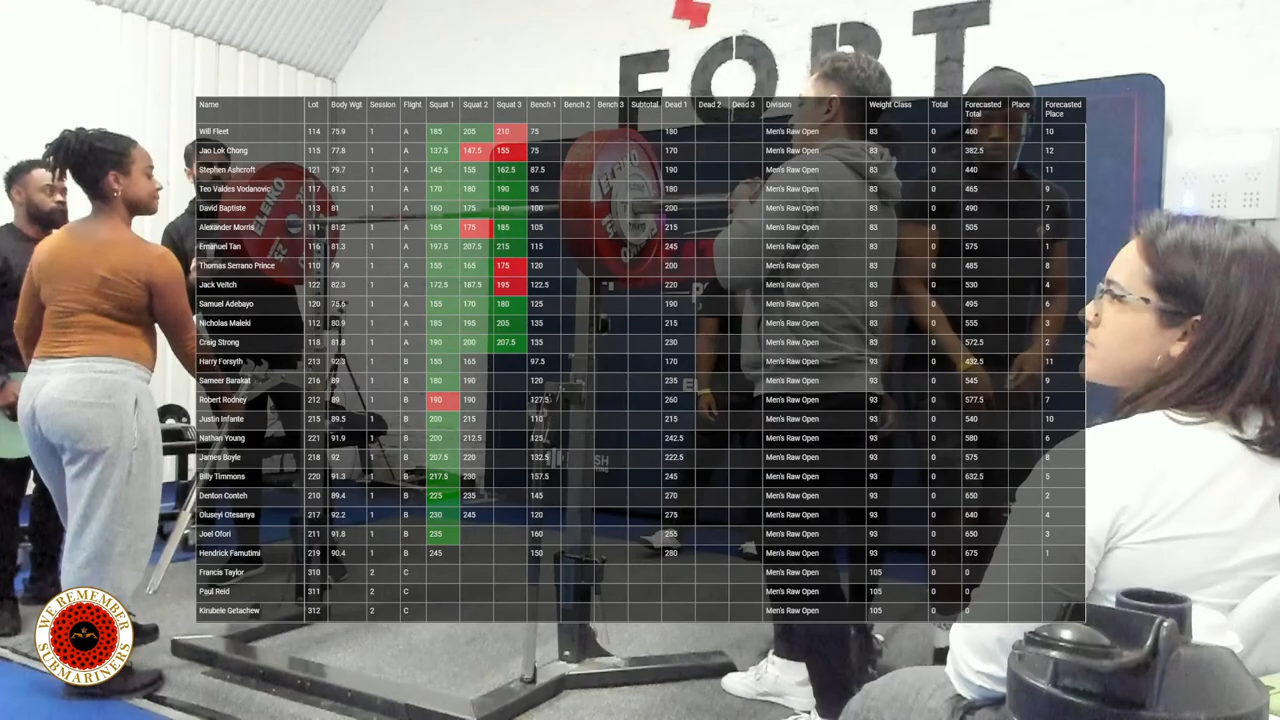 FORT
Name Lot Body Wgt Session Flight Squat 1 Squat 2 Squat 3 Bench 1 Bench 2 Bench 3 Subtotal Dead 1 Dead 2 Dead 3 Division Weight Class Total Forecasted Total Place Forecasted Place
Will Fleet 114 75.9 1 A 185 205 210 75 180 Men's Raw Open 83 0 460 10
Jao Lok Chong 115 77.8 1 A 137.5 147.5 155 75 170 Men's Raw Open 83 0 382.5 12
Stephen Ashcroft 121 79.7 1 A 145 155 162.5 87.5 190 Men's Raw Open 83 0 440 11
Teo Valdes Vodanovic 117 81.5 1 A 170 180 190 95 180 Men's Raw Open 83 0 465 9
David Baptiste 113 81 1 A 160 175 190 100 200 Men's Raw Open 83 0 490 7
Alexander Morris 111 81.2 1 A 165 175 185 105 215 Men's Raw Open 83 0 505 5
Emanuel Tan 116 81.3 1 A 197.5 207.5 215 115 245 Men's Raw Open 83 0 575 1
Thomas Serrano Prince 110 79 1 A 155 165 175 120 200 Men's Raw Open 83 0 485 8
Jack Veitch 122 82.3 1 A 172.5 187.5 195 122.5 220 Men's Raw Open 83 0 530 4
Samuel Adebayo 120 75.6 1 A 155 170 180 125 190 Men's Raw Open 83 0 495 6
Nicholas Maleki 112 80.9 1 A 185 195 205 135 215 Men's Raw Open 83 0 555 3
Craig Strong 118 81.8 1 A 190 200 207.5 135 230 Men's Raw Open 83 0 572.5 2
Harry Forsyth 213 92.3 1 B 155 165 97.5 170 Men's Raw Open 93 0 432.5 11
Sameer Barakat 216 89 1 B 180 190 120 235 Men's Raw Open 93 0 545 9
Robert Rodney 212 89 1 B 190 190 127.5 260 Men's Raw Open 93 0 577.5 7
Justin Infante 215 89.5 1 B 200 215 110 215 Men's Raw Open 93 0 540 10
Nathan Young 221 91.9 1 B 200 212.5 125 242.5 Men's Raw Open 93 0 580 6
James Boyle 218 92 1 B 207.5 220 132.5 222.5 Men's Raw Open 93 0 575 8
Billy Timmons 220 91.3 1 B 217.5 230 157.5 245 Men's Raw Open 93 0 632.5 5
Denton Conteh 210 89.4 1 B 225 235 145 270 Men's Raw Open 93 0 650 2
Oluseyi Otesanya 217 92.2 1 B 230 245 120 275 Men's Raw Open 93 0 640 4
Joel Ofori 211 91.8 1 B 235 160 255 Men's Raw Open 93 0 650 3
Hendrick Famutimi 219 90.4 1 B 245 150 280 Men's Raw Open 93 0 675 1
Francis Taylor 310 2 C Men's Raw Open 105 0 0
Paul Reid 311 2 C Men's Raw Open 105 0 0
Kirubele Getachew 312 2 C Men's Raw Open 105 0 0
ELEIKO
25
ELEIKO
WE REMEMBER
SUBMARINERS